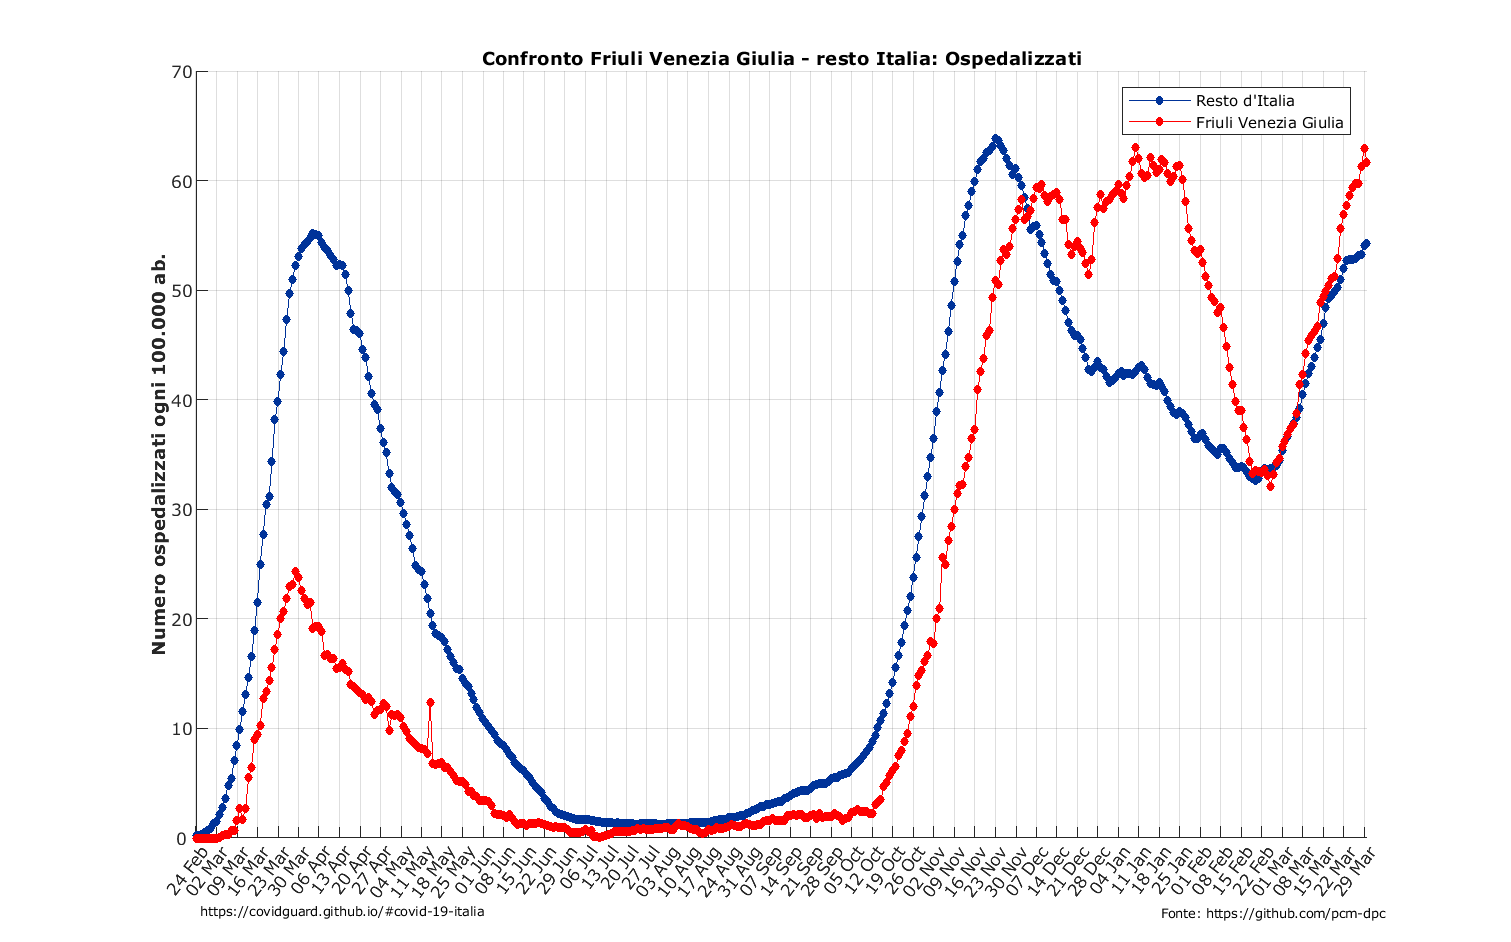 Confronto Friuli Venezia Giulia - resto Italia: Ospedalizzati
Resto d'Italia
Friuli Venezia Giulia
Numero ospedalizzati ogni 100.000 ab.
70
60
50
40
30
20
10
0
24 Feb
02 Mar
09 Mar
16 Mar
23 Mar
30 Mar
06 Apr
13 Apr
20 Apr
27 Apr
04 May
11 May
18 May
25 May
01 Jun
08 Jun
15 Jun
22 Jun
29 Jun
06 Jul
13 Jul
20 Jul
27 Jul
03 Aug
10 Aug
17 Aug
24 Aug
31 Aug
07 Sep
14 Sep
21 Sep
28 Sep
05 Oct
12 Oct
19 Oct
26 Oct
02 Nov
09 Nov
16 Nov
23 Nov
30 Nov
07 Dec
14 Dec
21 Dec
28 Dec
04 Jan
11 Jan
18 Jan
25 Jan
01 Feb
08 Feb
15 Feb
22 Feb
01 Mar
08 Mar
15 Mar
22 Mar
29 Mar
https://covidguard.github.io/#covid-19-italia
Fonte: https://github.com/pcm-dpc